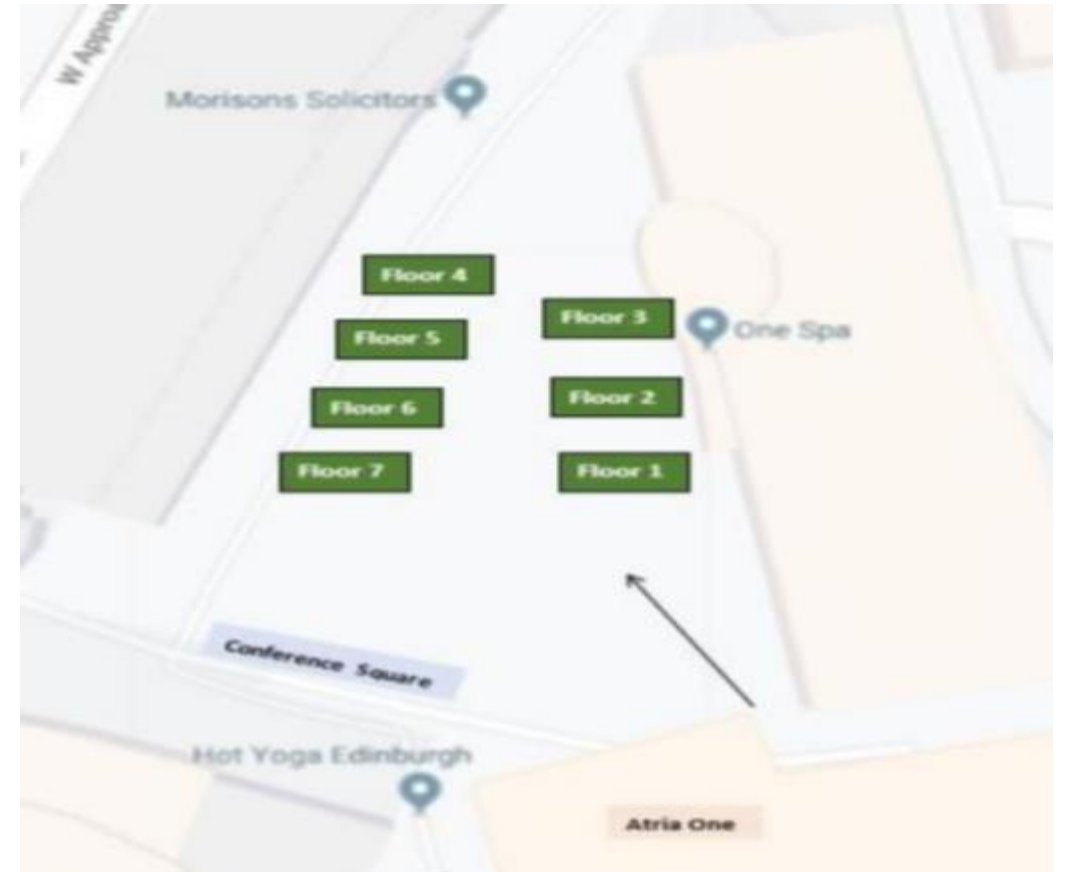 W Appro
Morisons Solicitors
Floor 4
Floor 3
One Spa
Floor 5
Floor 2
Floor 6
Floor 7
Floor 1
Conference Square
Hot Yoga Edinburgh
Atria One